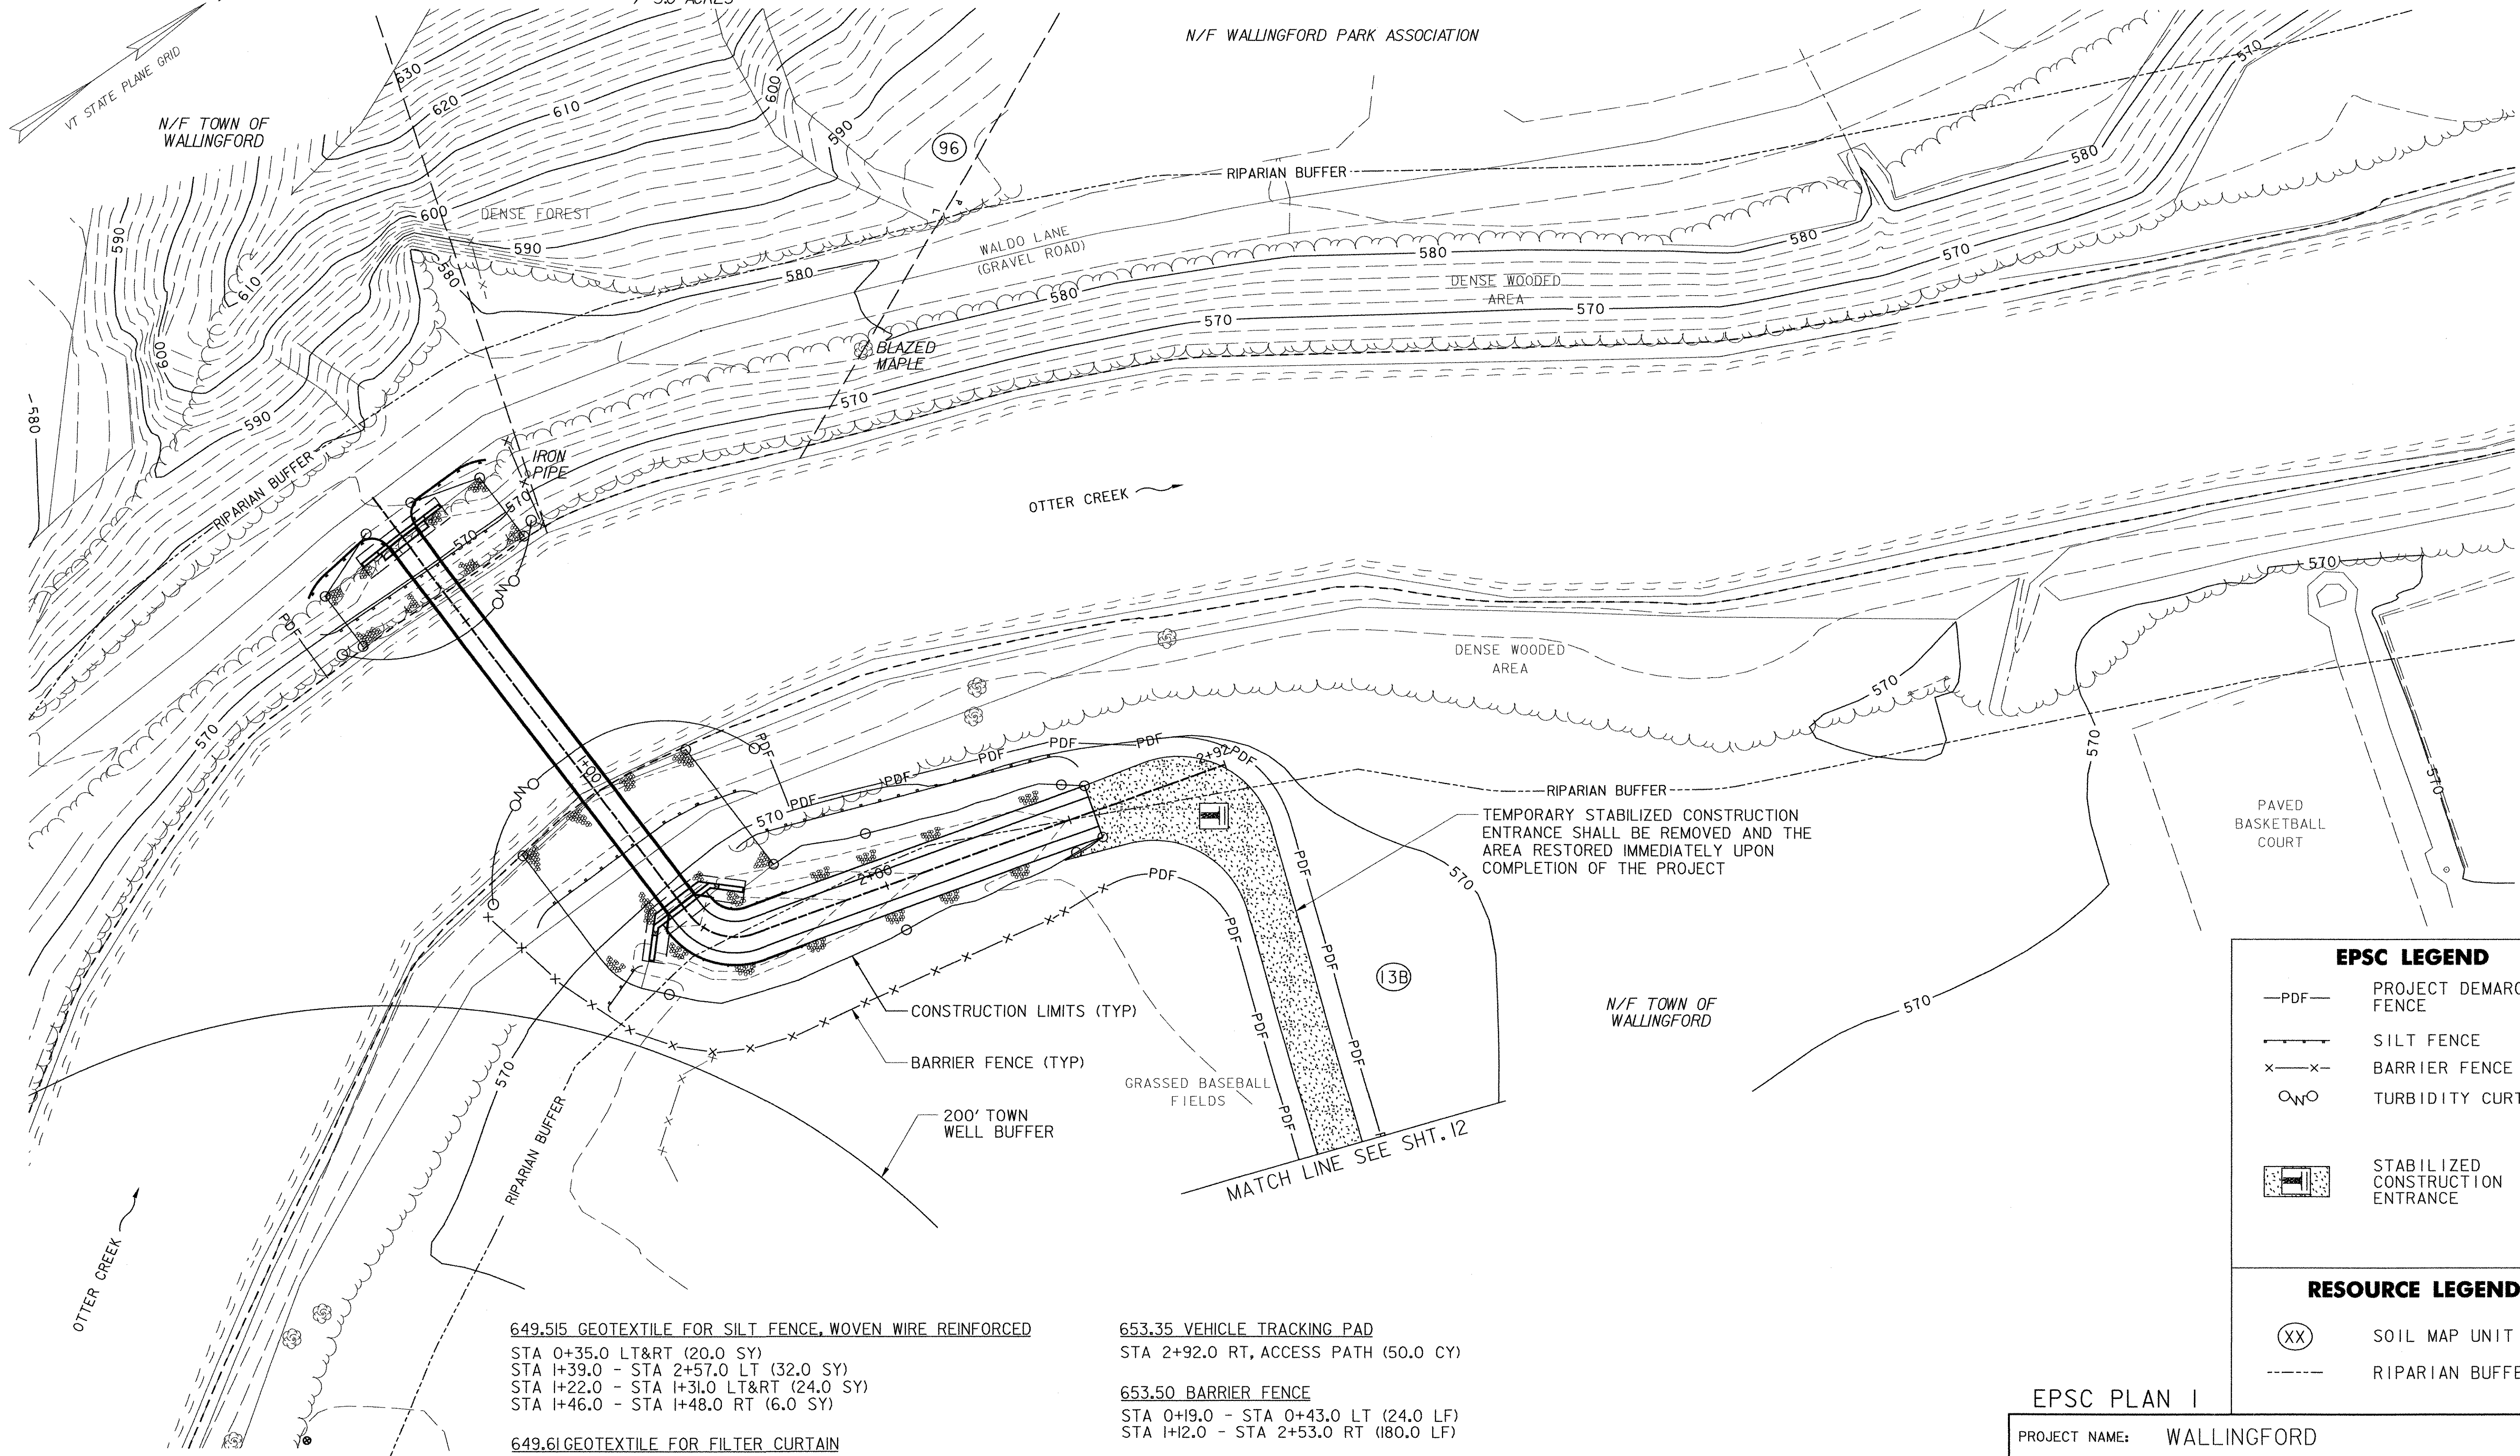 5.0 ACRES
N/F WALLINGFORD PARK ASSOCIATION
VT STATE PLANE GRID
N/F TOWN OF
WALLINGFORD
630
620
610
600
590
96
570
580
RIPARIAN BUFFER
600
DENSE FOREST
590
590
580
580
WALDO LANE
(GRAVEL ROAD)
580
580
580
DENSE WOODED
AREA
570
570
570
610
600
590
580
BLAZED
MAPLE
570
IRON
PIPE
570
570
RIPARIAN BUFFER
OTTER CREEK
PDF
570
570
DENSE WOODED
AREA
570
570
570
PDF
PDF
PDF
PDF
PDF
PDF
2+92
PDF
570
1+00
2+00
RIPARIAN BUFFER
TEMPORARY STABILIZED CONSTRUCTION
ENTRANCE SHALL BE REMOVED AND THE
AREA RESTORED IMMEDIATELY UPON
COMPLETION OF THE PROJECT
PAVED
BASKETBALL
COURT
PDF
PDF
PDF
PDF
PDF
PDF
PDF
PDF
570
13B
N/F TOWN OF
WALLINGFORD
570
CONSTRUCTION LIMITS (TYP)
BARRIER FENCE (TYP)
GRASSED BASEBALL
FIELDS
200' TOWN
WELL BUFFER
570
RIPARIAN BUFFER
MATCH LINE SEE SHT. 12
OTTER CREEK
EPSC LEGEND
PDF
PROJECT DEMARC
FENCE
SILT FENCE
BARRIER FENCE
TURBIDITY CURT
STABILIZED
CONSTRUCTION
ENTRANCE
RESOURCE LEGEND
XX SOIL MAP UNIT
RIPARIAN BUFFE
649.515 GEOTEXTILE FOR SILT FENCE, WOVEN WIRE REINFORCED
STA 0+35.0 LT&RT (20.0 SY)
STA 1+39.0 - STA 2+57.0 LT (32.0 SY)
STA 1+22.0 - STA 1+31.0 LT&RT (24.0 SY)
STA 1+46.0 - STA 1+48.0 RT (6.0 SY)
649.61 GEOTEXTILE FOR FILTER CURTAIN
653.35 VEHICLE TRACKING PAD
STA 2+92.0 RT, ACCESS PATH (50.0 CY)
653.50 BARRIER FENCE
STA 0+19.0 - STA 0+43.0 LT (24.0 LF)
STA 1+12.0 - STA 2+53.0 RT (180.0 LF)
EPSC PLAN 1
PROJECT NAME: WALLINGFORD